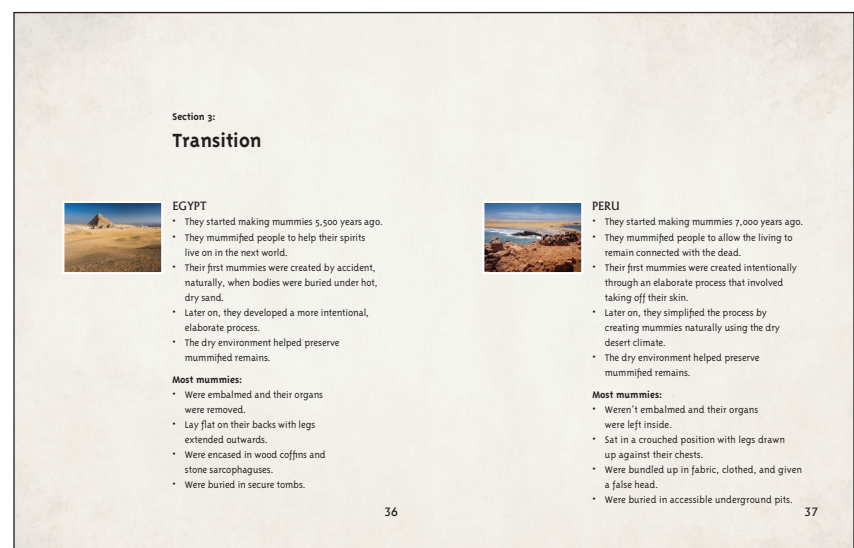 Section 3:
Transition
EGYPT
• They started making mummies 5,500 years ago.
• They mummified people to help their spirits
live on in the next world.
• Their first mummies were created by accident,
naturally, when bodies were buried under hot,
dry sand.
• Later on, they developed a more intentional,
elaborate process.
• The dry environment helped preserve
mummified remains.
Most mummies:
• Were embalmed and their organs
were removed.
• Lay flat on their backs with legs
extended outwards.
• Were encased in wood coffins and
stone sarcophaguses.
• Were buried in secure tombs.
36
PERU
• They started making mummies 7,000 years ago.
• They mummified people to allow the living to
remain connected with the dead.
• Their first mummies were created intentionally
through an elaborate process that involved
taking off their skin.
• Later on, they simplified the process by
creating mummies naturally using the dry
desert climate.
• The dry environment helped preserve
mummified remains.
Most mummies:
• Weren't embalmed and their organs
were left inside.
• Sat in a crouched position with legs drawn
up against their chests.
• Were bundled up in fabric, clothed, and given
a false head.
• Were buried in accessible underground pits.
37